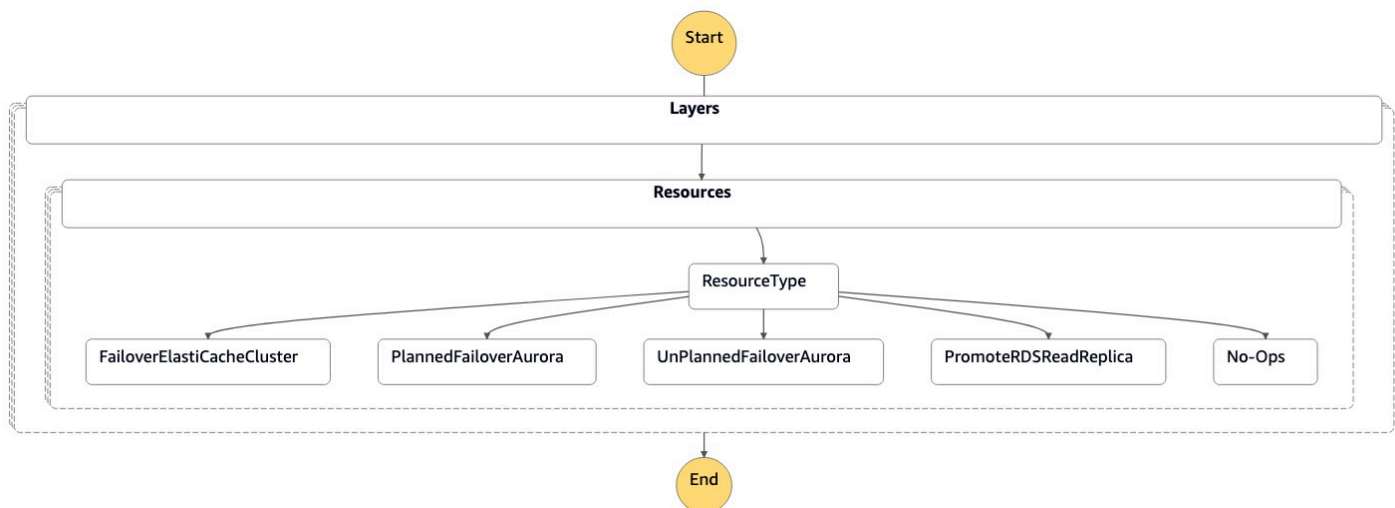 Start
Layers
Resources
ResourceType
FailoverElastiCacheCluster
PlannedFailoverAurora
UnPlannedFailoverAurora
PromoteRDSReadReplica
No-Ops
End